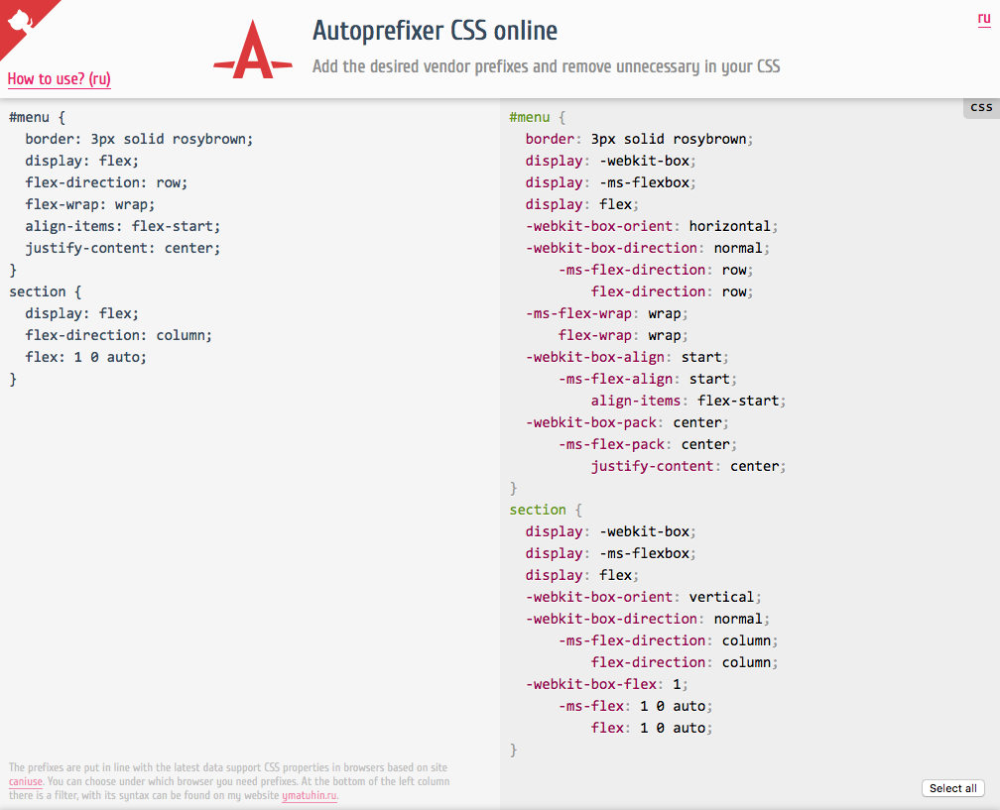 Autoprefixer CSS online
ru
Add the desired vendor prefixes and remove unnecessary in your CSS
How to use? (ru)
#menu {
  border: 3px solid rosybrown;
  display: flex;
  flex-direction: row;
  flex-wrap: wrap;
  align-items: flex-start;
  justify-content: center;
}
section {
  display: flex;
  flex-direction: column;
  flex: 1 0 auto;
}
The prefixes are put in line with the latest data support CSS properties in browsers based on site
caniuse. You can choose under which browser you need prefixes. At the bottom of the left column
there is a filter, with its syntax can be found on my website ymatuhin.ru.
css
#menu {
  border: 3px solid rosybrown;
  display: -webkit-box;
  display: -ms-flexbox;
  display: flex;
  -webkit-box-orient: horizontal;
  -webkit-box-direction: normal;
      -ms-flex-direction: row;
          flex-direction: row;
  -ms-flex-wrap: wrap;
      flex-wrap: wrap;
  -webkit-box-align: start;
      -ms-flex-align: start;
          align-items: flex-start;
  -webkit-box-pack: center;
      -ms-flex-pack: center;
          justify-content: center;
}
section {
  display: -webkit-box;
  display: -ms-flexbox;
  display: flex;
  -webkit-box-orient: vertical;
  -webkit-box-direction: normal;
      -ms-flex-direction: column;
          flex-direction: column;
  -webkit-box-flex: 1;
      -ms-flex: 1 0 auto;
          flex: 1 0 auto;
}
Select all